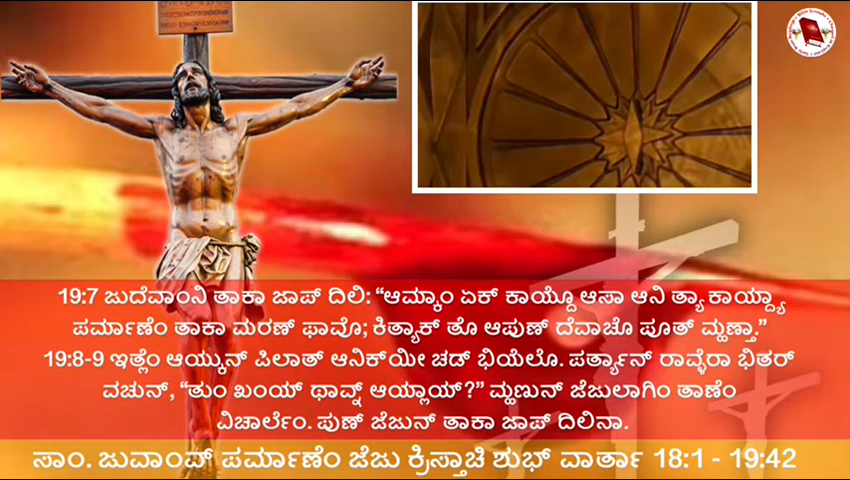 19:7 ಜುದೆವಾಂನಿ ತಾಕಾ ಜಾಪ್ ದಿಲಿ: “ಆಮ್ಕಾಂ ಏಕ್ ಕಾಯ್ದೊ ಆಸಾ ಆನಿ ತ್ಯಾ ಕಾಯ್ದ್ಯಾ
ಪರ್ಮಾಣೆಂ ತಾಕಾ ಮರಣ್ ಫಾವೊ; ಕಿತ್ಯಾಕ್ ತೊ ಆಪುಣ್ ದೆವಾಚೊ ಪೂತ್ ಮ್ಹಣ್ತಾ.”
19:8-9 ಇತ್ಲೆಂ ಆಯ್ಕುನ್ ಪಿಲಾತ್ ಆನಿಕ್‌ಯೀ ಚಡ್ ಭಿಯೆಲೊ. ಪರ್ತ್ಯಾನ್ ರಾವ್ಳೆರಾ ಭಿತರ್
ವಚುನ್, “ತುಂ ಖಂಯ್ ಥಾವ್ನ್ ಆಯ್ಲಾಯ್?” ಮ್ಹಣುನ್ ಜೆಜುಲಾಗಿಂ ತಾಣೆಂ
ವಿಚಾರ್ಲೆಂ. ಪುಣ್ ಜೆಜುನ್ ತಾಕಾ ಜಾಪ್ ದಿಲಿನಾ.
ಸಾಂ. ಜುವಾಂವ್ ಪರ್ಮಾಣೆಂ ಜೆಜು ಕ್ರಿಸ್ತಾಚಿ ಶುಭ್ ವಾರ್ತಾ 18:1 - 19:42